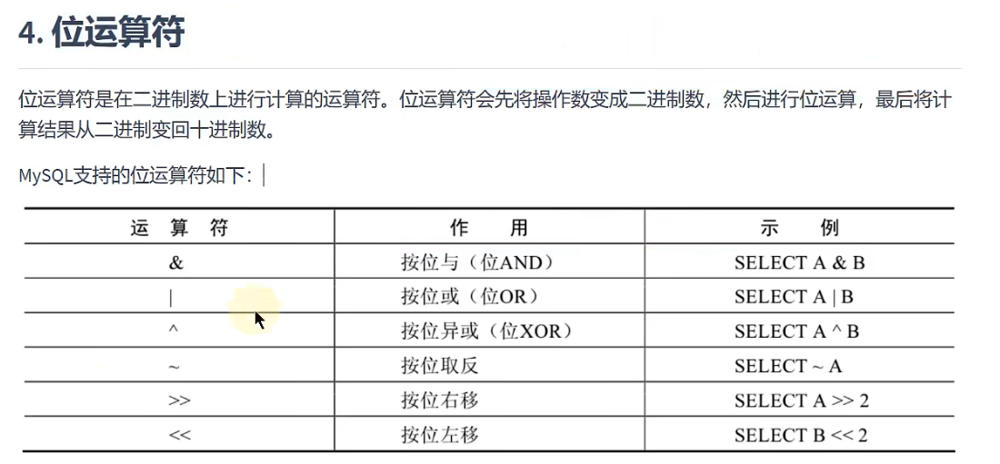 4. 位运算符
位运算符是在二进制数上进行计算的运算符。位运算符会先将操作数变成二进制数，然后进行位运算，最后将计
算结果从二进制变回十进制数。
MySQL支持的位运算符如下：
运 算 符 作 用 示 例
& 按位与（位AND） SELECT A & B
| 按位或（位OR） SELECT A | B
^ 按位异或（位XOR） SELECT A ^ B
~ 按位取反 SELECT ~ A
>> 按位右移 SELECT A >> 2
<< 按位左移 SELECT B << 2